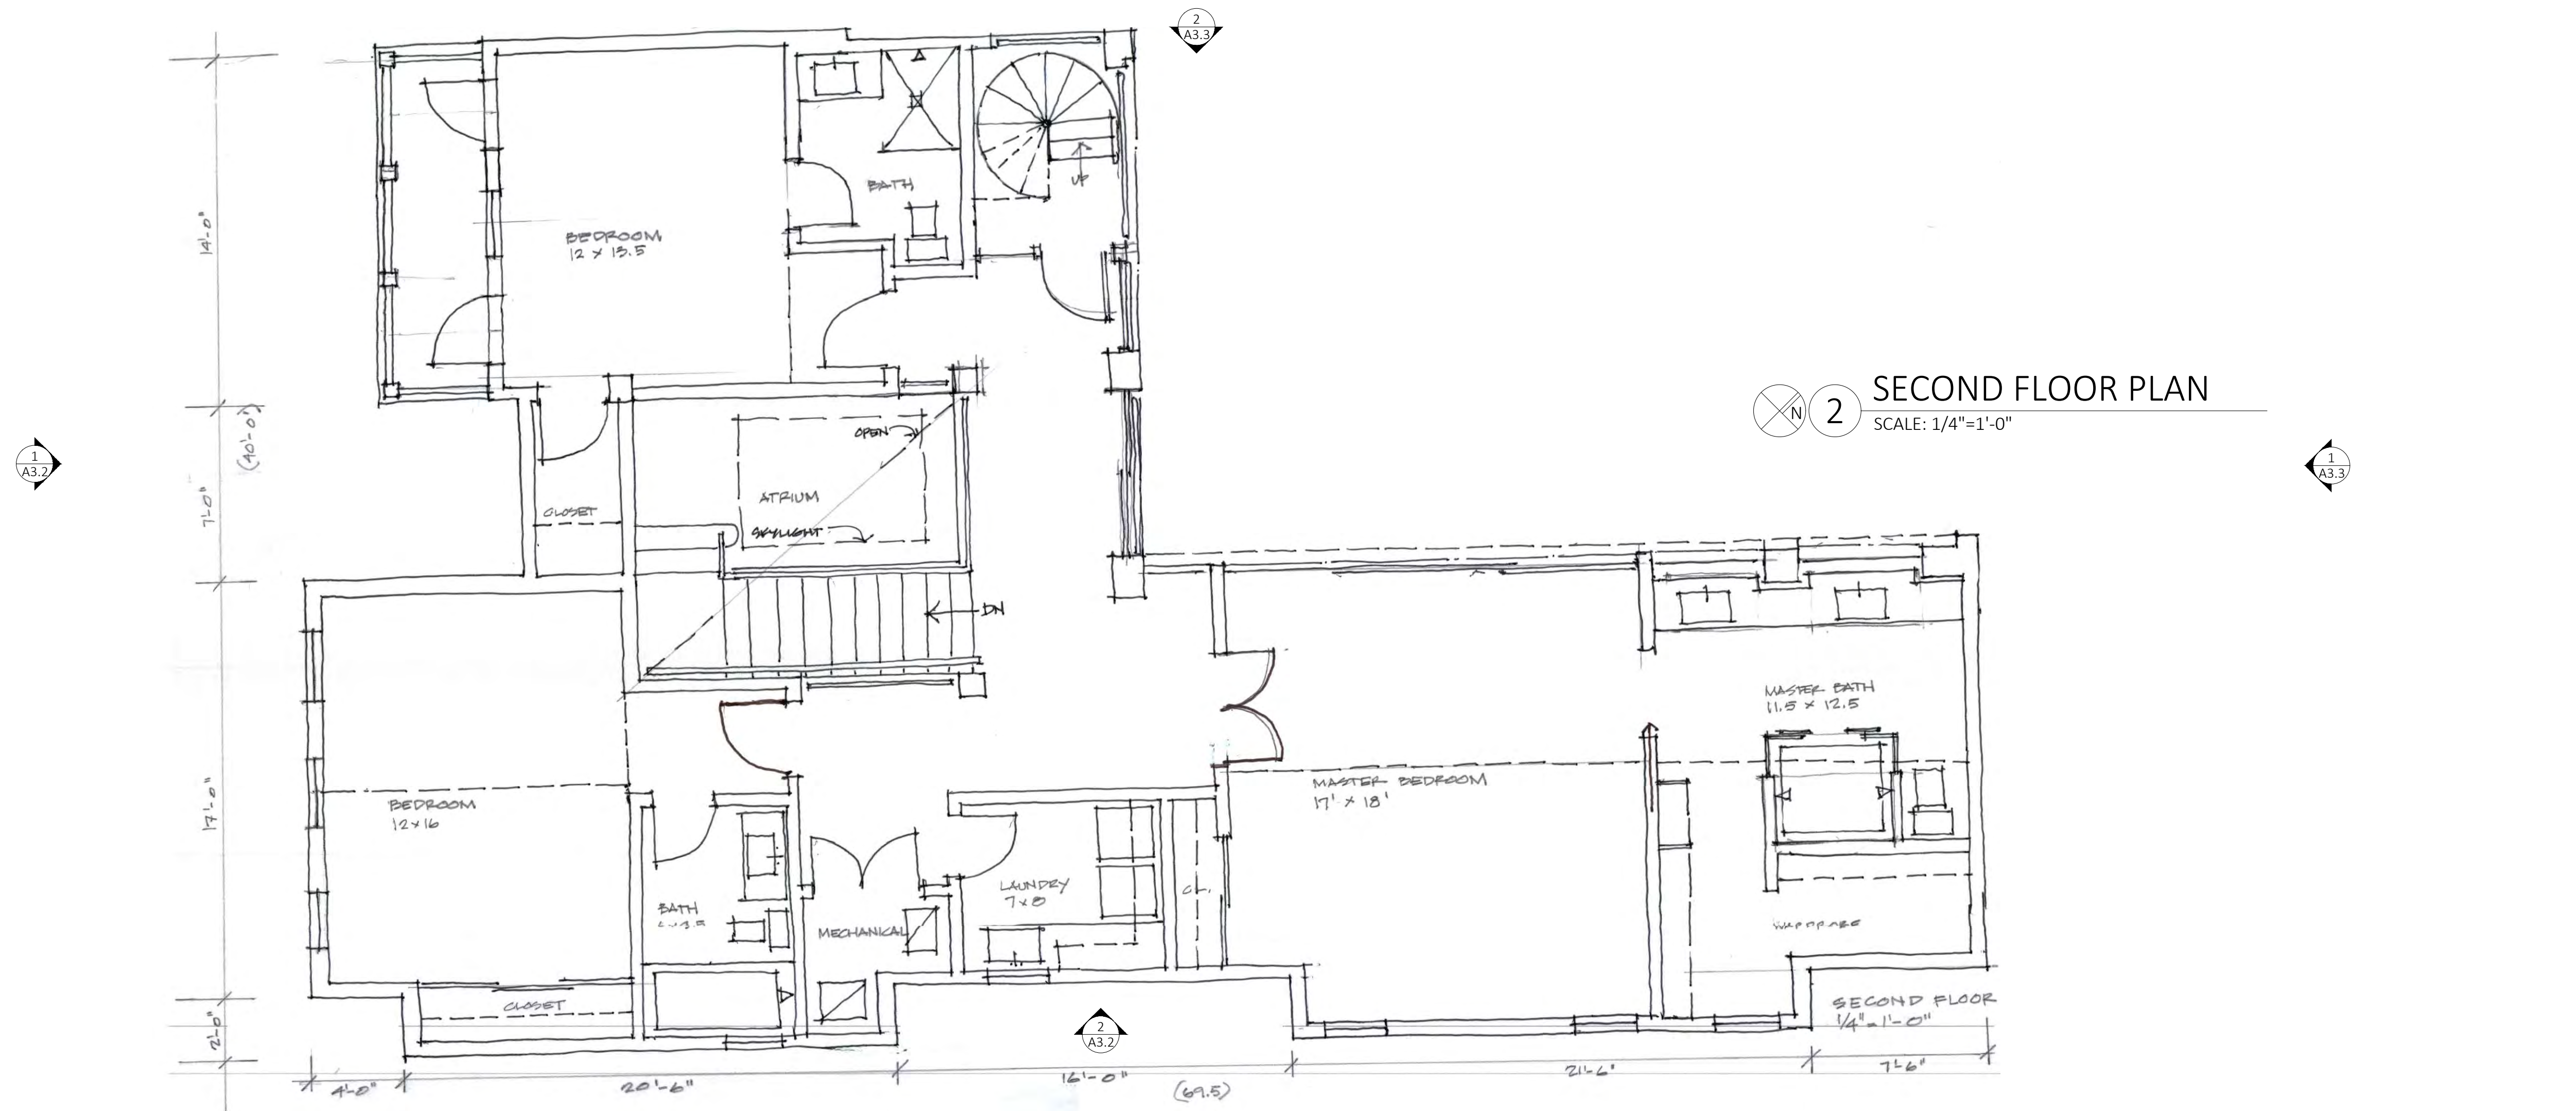 2
A3.3
UP
BATH
14'-0"
BEDROOM
12 X 13.5
SECOND FLOOR PLAN
N
2
SCALE: 1/4"=1'-0"
(40'-0")
OPEN
1
A3.2
1
A3.3
ATRIUM
7'-0"
CLOSET
SKYLIGHT
DN
MASTER BATH
11.5 X 12.5
MASTER BEDROOM
17' X 18'
17'-0"
BEDROOM
12X16
LAUNDRY
7X8
CL.
BATH
MECHANICAL
CLOSET
SECOND FLOOR
1/4"=1'-0"
2'-0"
2
A3.2
4'-0"
20'-6"
16'-0"
21'-6"
7'-6"
(69.5)